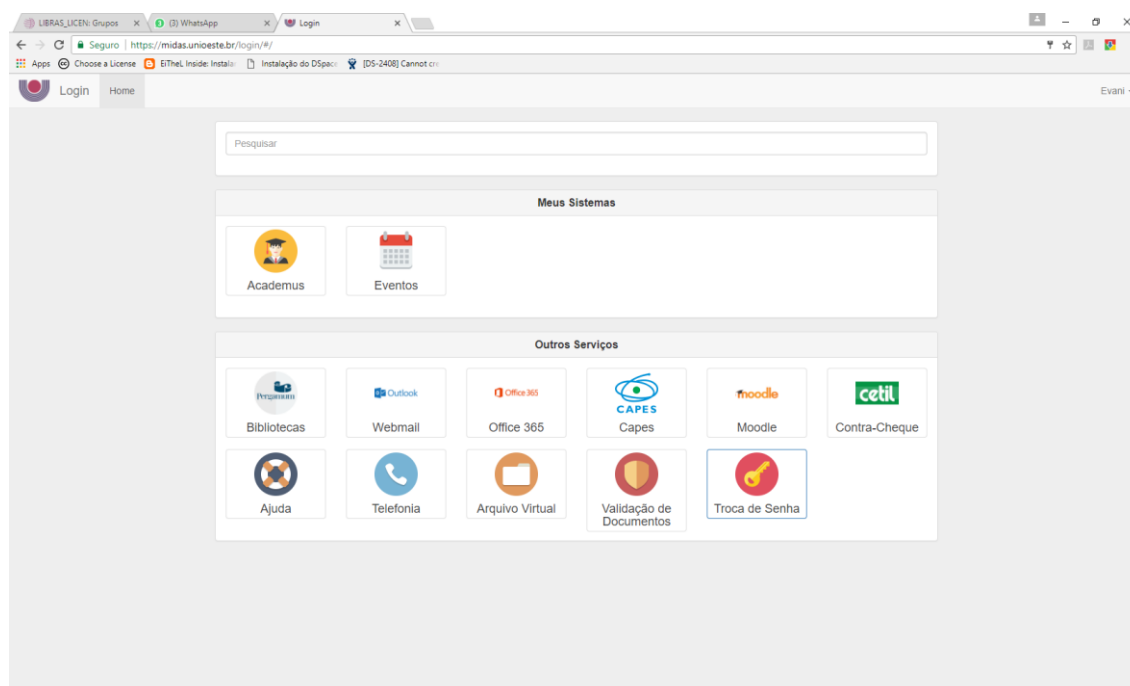 LIBRAS_LICEN: Grupos
(3) WhatsApp
Login
Seguro | https://midas.unioeste.br/login/#/
Apps
Choose a License
EiTheL Inside: Instala
Instalação do DSpace
[DS-2408] Cannot cre
Login
Home
Evani
Pesquisar
Meus Sistemas
Academus
Eventos
Outros Serviços
Pergamum
Outlook
Office 365
CAPES
moodle
cetil
Bibliotecas
Webmail
Office 365
Capes
Moodle
Contra-Cheque
Ajuda
Telefonia
Arquivo Virtual
Validação de
Documentos
Troca de Senha